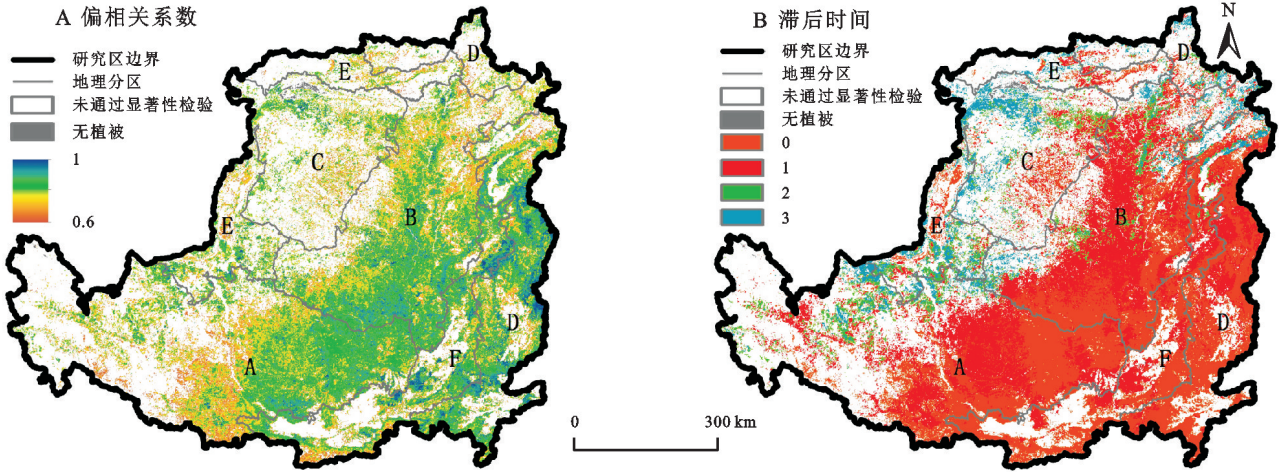 A 偏相关系数
研究区边界
地理分区
未通过显著性检验
无植被
1
0.6
A
B
C
D
D
E
E
F
B 滞后时间
研究区边界
地理分区
未通过显著性检验
无植被
0
1
2
3
N
A
B
C
D
D
E
E
F
0 300 km